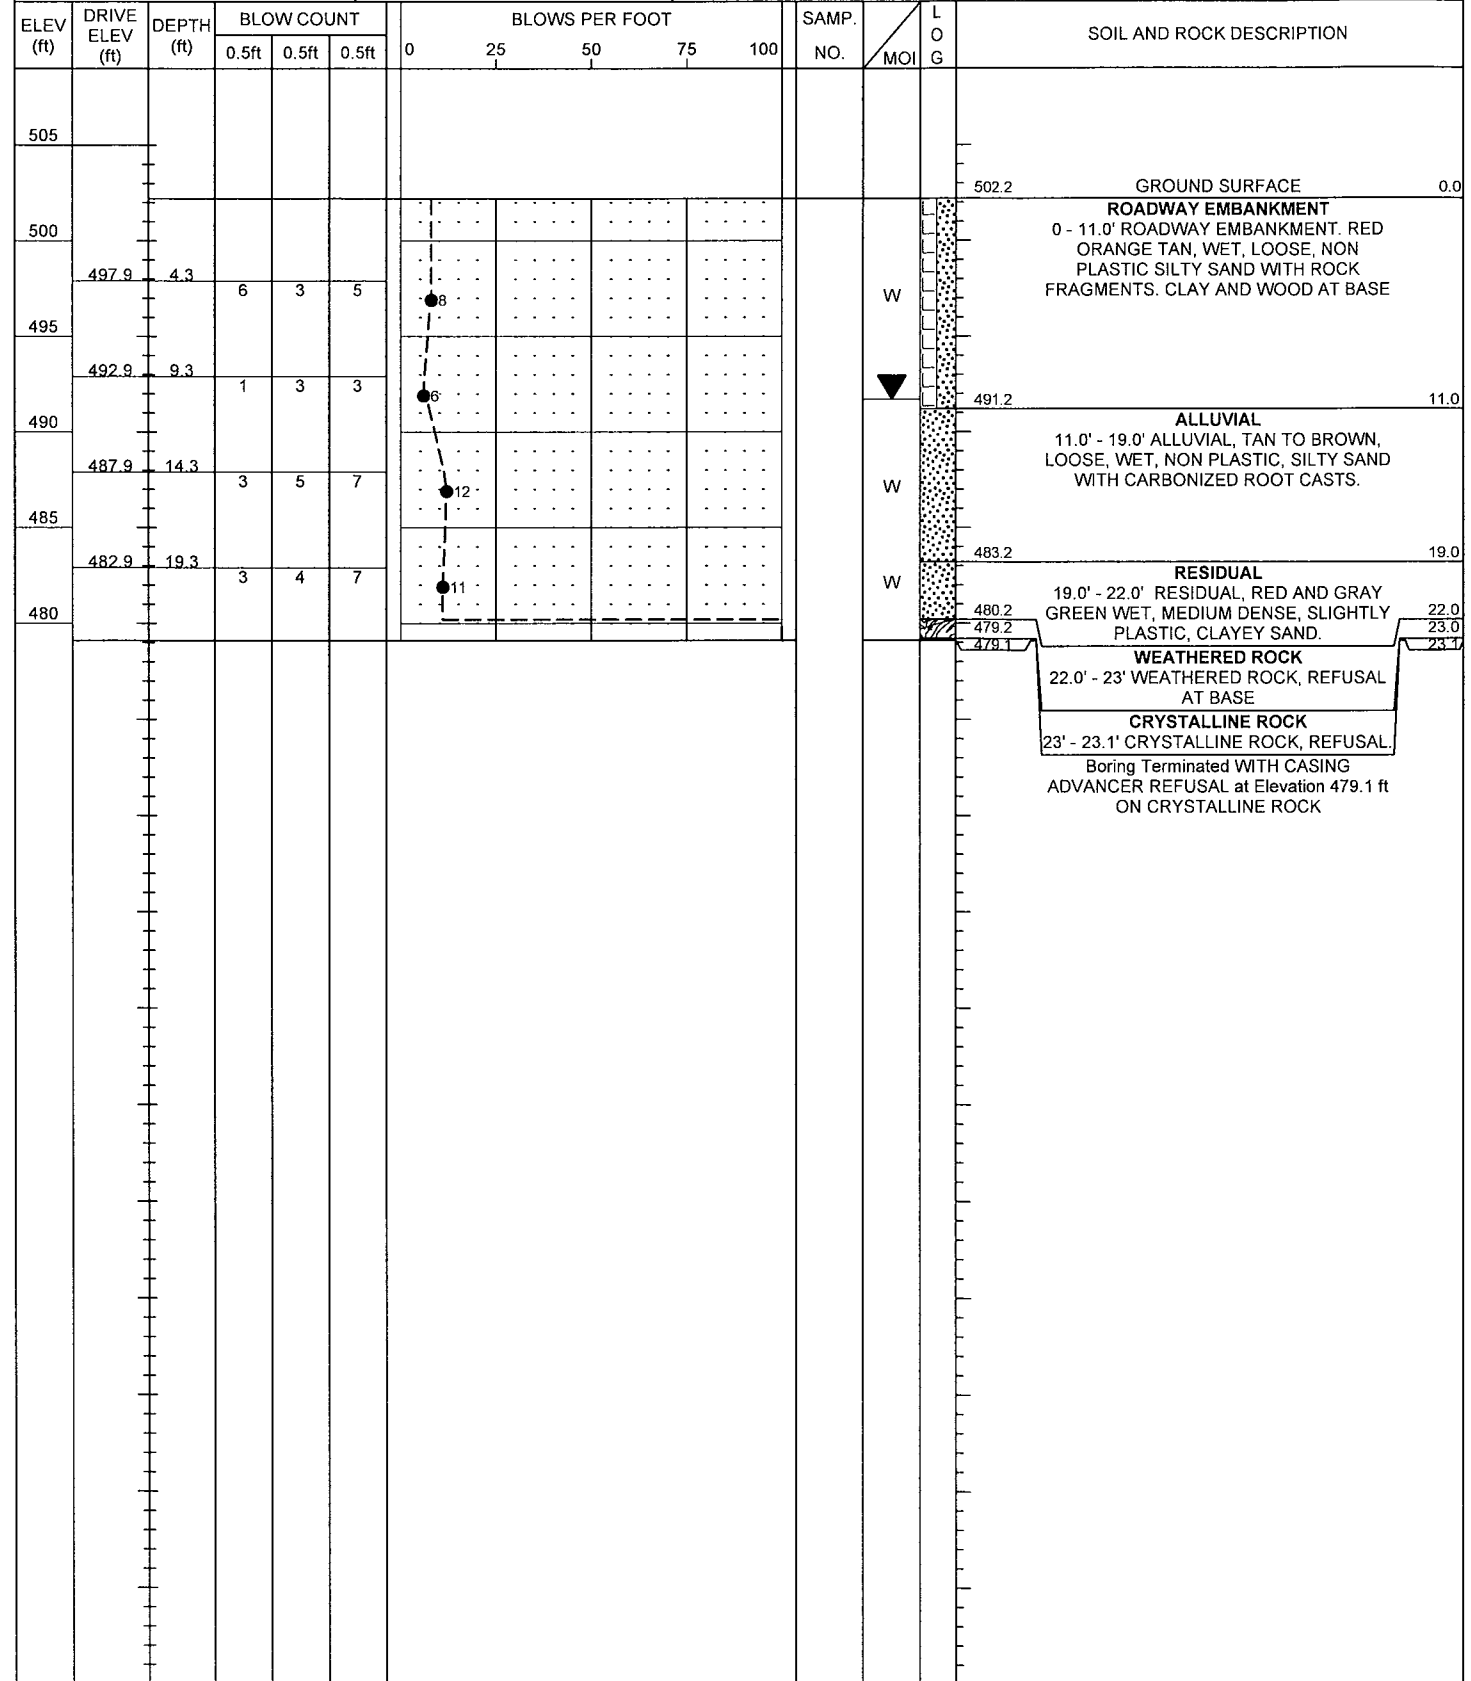 ELEV (ft) DRIVE ELEV (ft) DEPTH (ft) BLOW COUNT BLOWS PER FOOT SAMP. NO. MOI LOG SOIL AND ROCK DESCRIPTION
0.5ft 0.5ft 0.5ft 0 25 50 75 100
505
502.2 GROUND SURFACE 0.0
ROADWAY EMBANKMENT
0 - 11.0' ROADWAY EMBANKMENT. RED
ORANGE TAN, WET, LOOSE, NON
PLASTIC SILTY SAND WITH ROCK
FRAGMENTS. CLAY AND WOOD AT BASE
500
497.9 4.3
6 3 5 8 W
495
492.9 9.3
1 3 3 6
491.2 11.0
490
ALLUVIAL
11.0' - 19.0' ALLUVIAL, TAN TO BROWN,
LOOSE, WET, NON PLASTIC, SILTY SAND
WITH CARBONIZED ROOT CASTS.
487.9 14.3
3 5 7 12 W
485
483.2 19.0
482.9 19.3
3 4 7 11 W
RESIDUAL
19.0' - 22.0' RESIDUAL, RED AND GRAY
GREEN WET, MEDIUM DENSE, SLIGHTLY
PLASTIC, CLAYEY SAND.
480
480.2 22.0
479.2 23.0
479.1 23.1
WEATHERED ROCK
22.0' - 23' WEATHERED ROCK, REFUSAL
AT BASE
CRYSTALLINE ROCK
23' - 23.1' CRYSTALLINE ROCK, REFUSAL.
Boring Terminated WITH CASING
ADVANCER REFUSAL at Elevation 479.1 ft
ON CRYSTALLINE ROCK